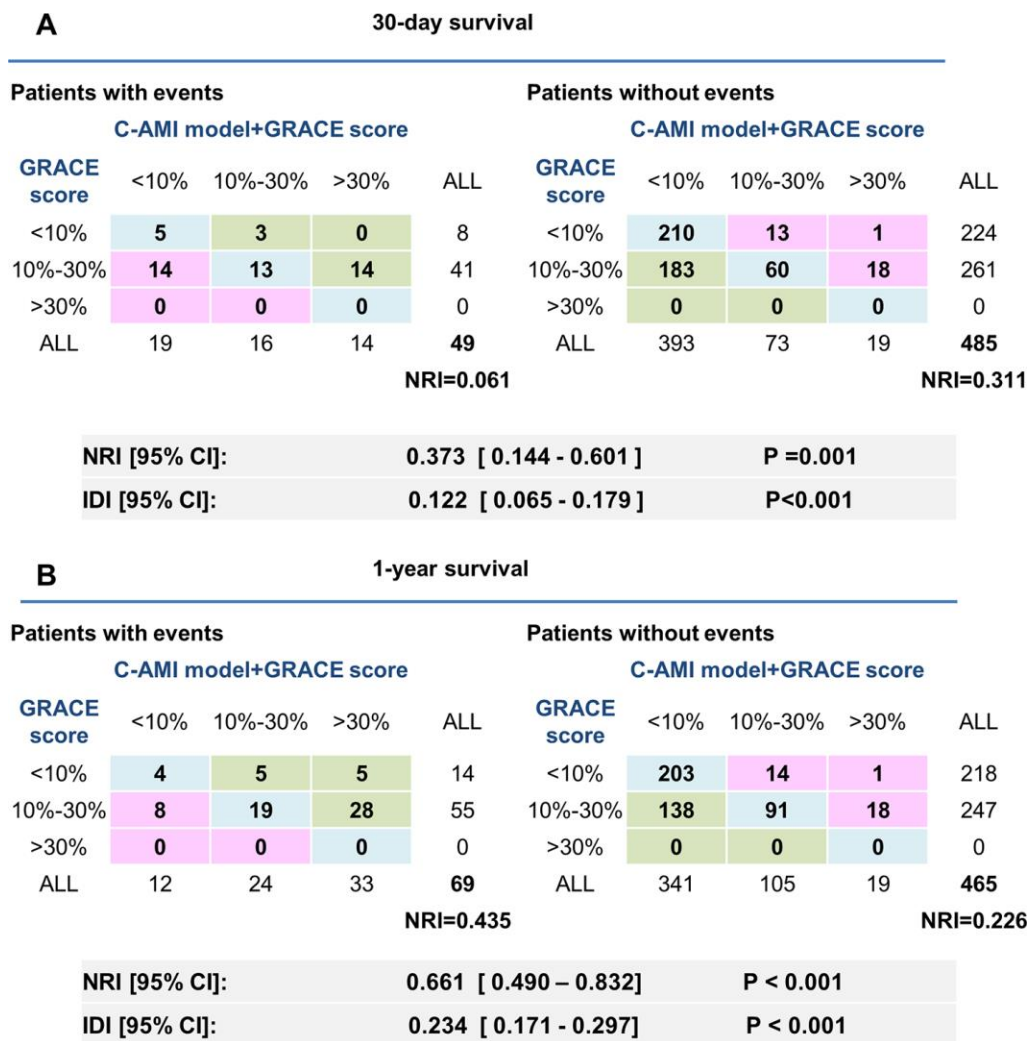 A
30-day survival
Patients with events
Patients without events
C-AMI model+GRACE score
C-AMI model+GRACE score
GRACE score <10% 10%-30% >30% ALL
GRACE score <10% 10%-30% >30% ALL
<10% 5 3 0 8
<10% 210 13 1 224
10%-30% 14 13 14 41
10%-30% 183 60 18 261
>30% 0 0 0 0
>30% 0 0 0 0
ALL 19 16 14 49
ALL 393 73 19 485
NRI=0.061
NRI=0.311
NRI [95% CI]: 0.373 [ 0.144 - 0.601 ] P =0.001
IDI [95% CI]: 0.122 [ 0.065 - 0.179 ] P<0.001
B
1-year survival
Patients with events
Patients without events
C-AMI model+GRACE score
C-AMI model+GRACE score
GRACE score <10% 10%-30% >30% ALL
GRACE score <10% 10%-30% >30% ALL
<10% 4 5 5 14
<10% 203 14 1 218
10%-30% 8 19 28 55
10%-30% 138 91 18 247
>30% 0 0 0 0
>30% 0 0 0 0
ALL 12 24 33 69
ALL 341 105 19 465
NRI=0.435
NRI=0.226
NRI [95% CI]: 0.661 [ 0.490 – 0.832] P < 0.001
IDI [95% CI]: 0.234 [ 0.171 - 0.297] P < 0.001